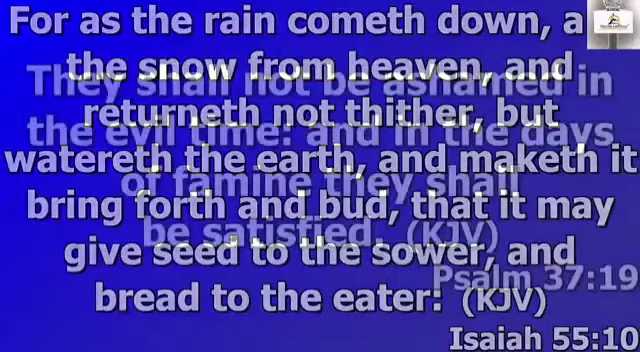 For as the rain cometh down, a
the snow from heaven, and
returneth not thither, but
watereth the earth, and maketh it
bring forth and bud, that it may
give seed to the sower, and
bread to the eater: (KJV)
Isaiah 55:10
They shall not be ashamed in
the evil time: and in the days
of famine they shall
be satisfied. (KJV)
Psalm 37:19